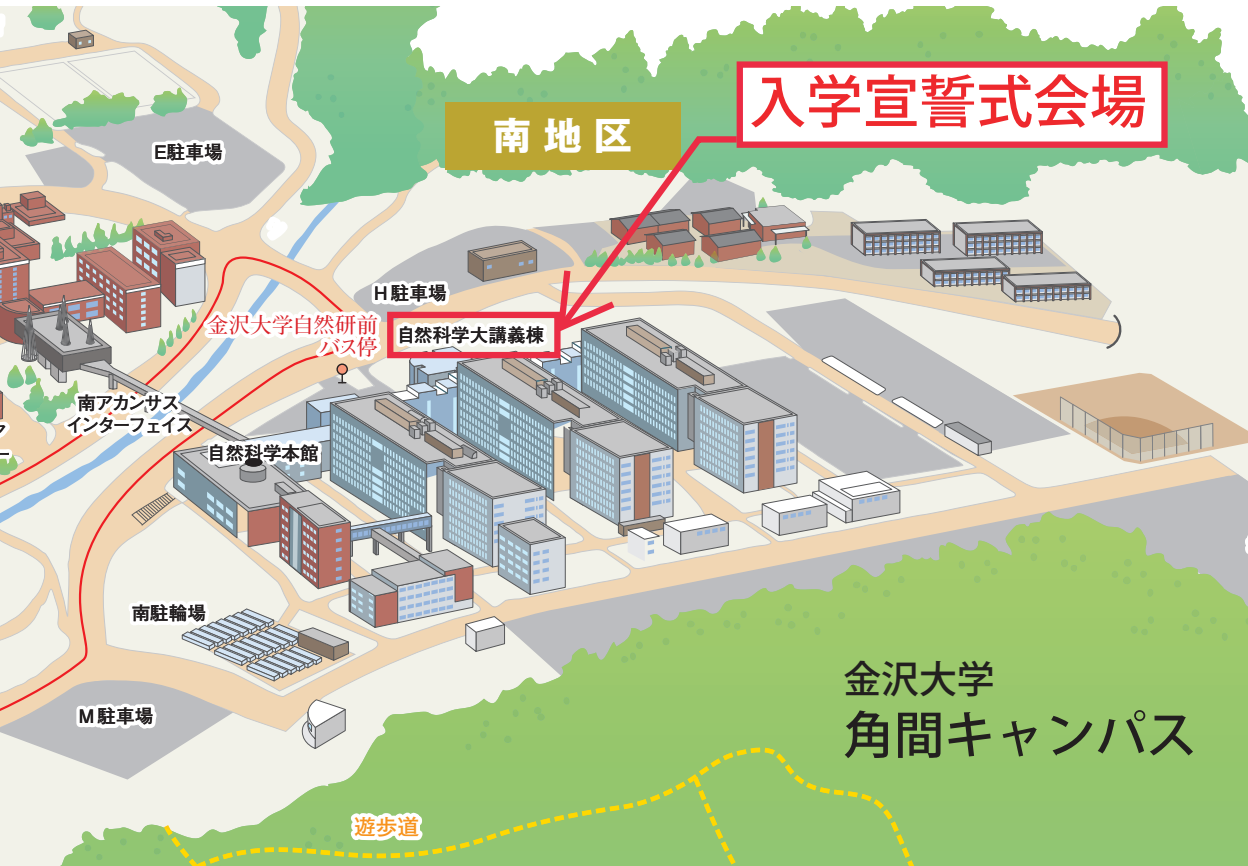 入学宣誓式会場
南地区
E駐車場
H駐車場
金沢大学自然研前
バス停
自然科学大講義棟
南アカンサス
インターフェイス
ア
ー
自然科学本館
南駐輪場
M駐車場
金沢大学
角間キャンパス
遊歩道